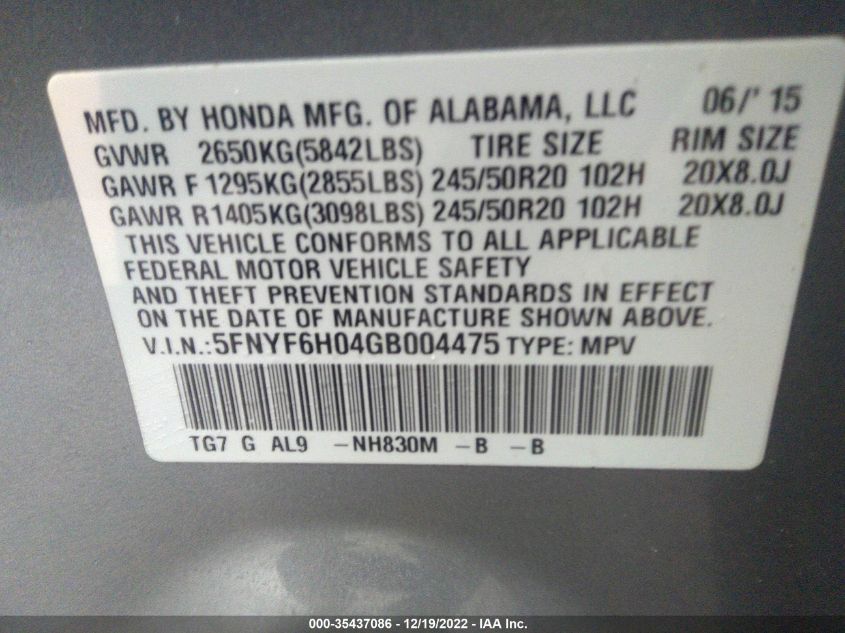 MFD. BY HONDA MFG. OF ALABAMA, LLC 06/' 15
GVWR 2650KG(5842LBS) TIRE SIZE RIM SIZE
GAWR F 1295KG(2855LBS) 245/50R20 102H 20X8.0J
GAWR R1405KG(3098LBS) 245/50R20 102H 20X8.0J
THIS VEHICLE CONFORMS TO ALL APPLICABLE
FEDERAL MOTOR VEHICLE SAFETY
AND THEFT PREVENTION STANDARDS IN EFFECT
ON THE DATE OF MANUFACTURE SHOWN ABOVE.
V.I.N.:5FNYF6H04GB004475 TYPE: MPV
TG7 G AL9 -NH830M -B -B
000-35437086 - 12/19/2022 - IAA Inc.